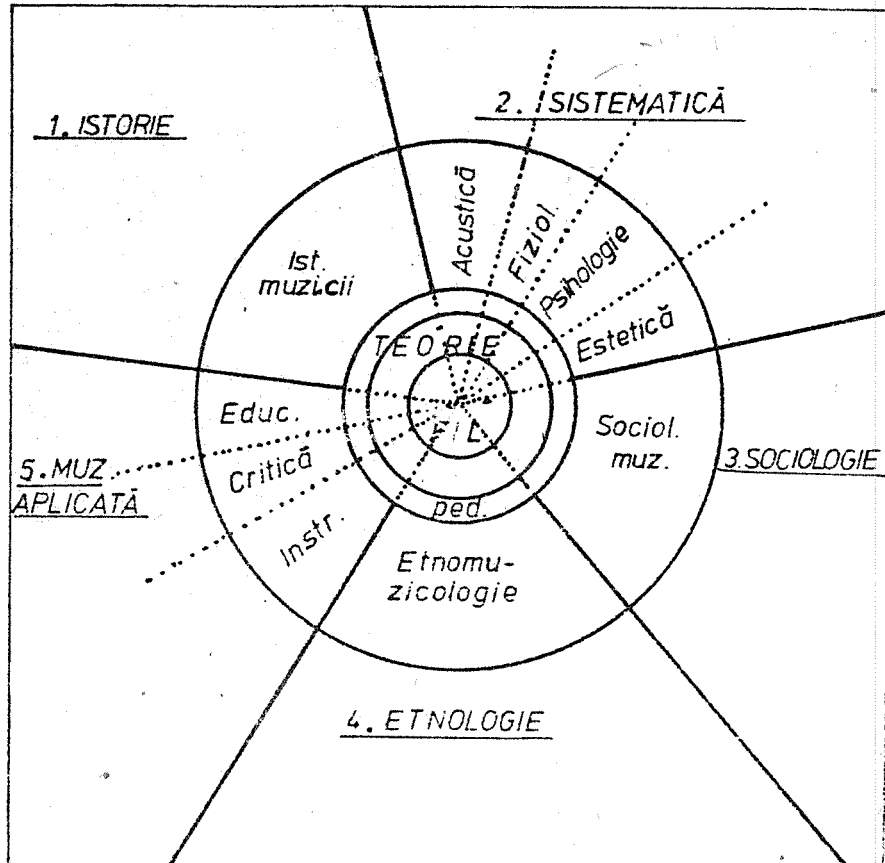 1. ISTORIE
2. SISTEMATICĂ
Acustică
Fiziol.
Psihologie
Estetică
Ist.
muzicii
TEORIE
FIL.
Educ.
Critică
Instr.
ped.
Sociol.
muz.
3. SOCIOLOGIE
5. MUZ
APLICATĂ
Etnomu-
zicologie
4. ETNOLOGIE